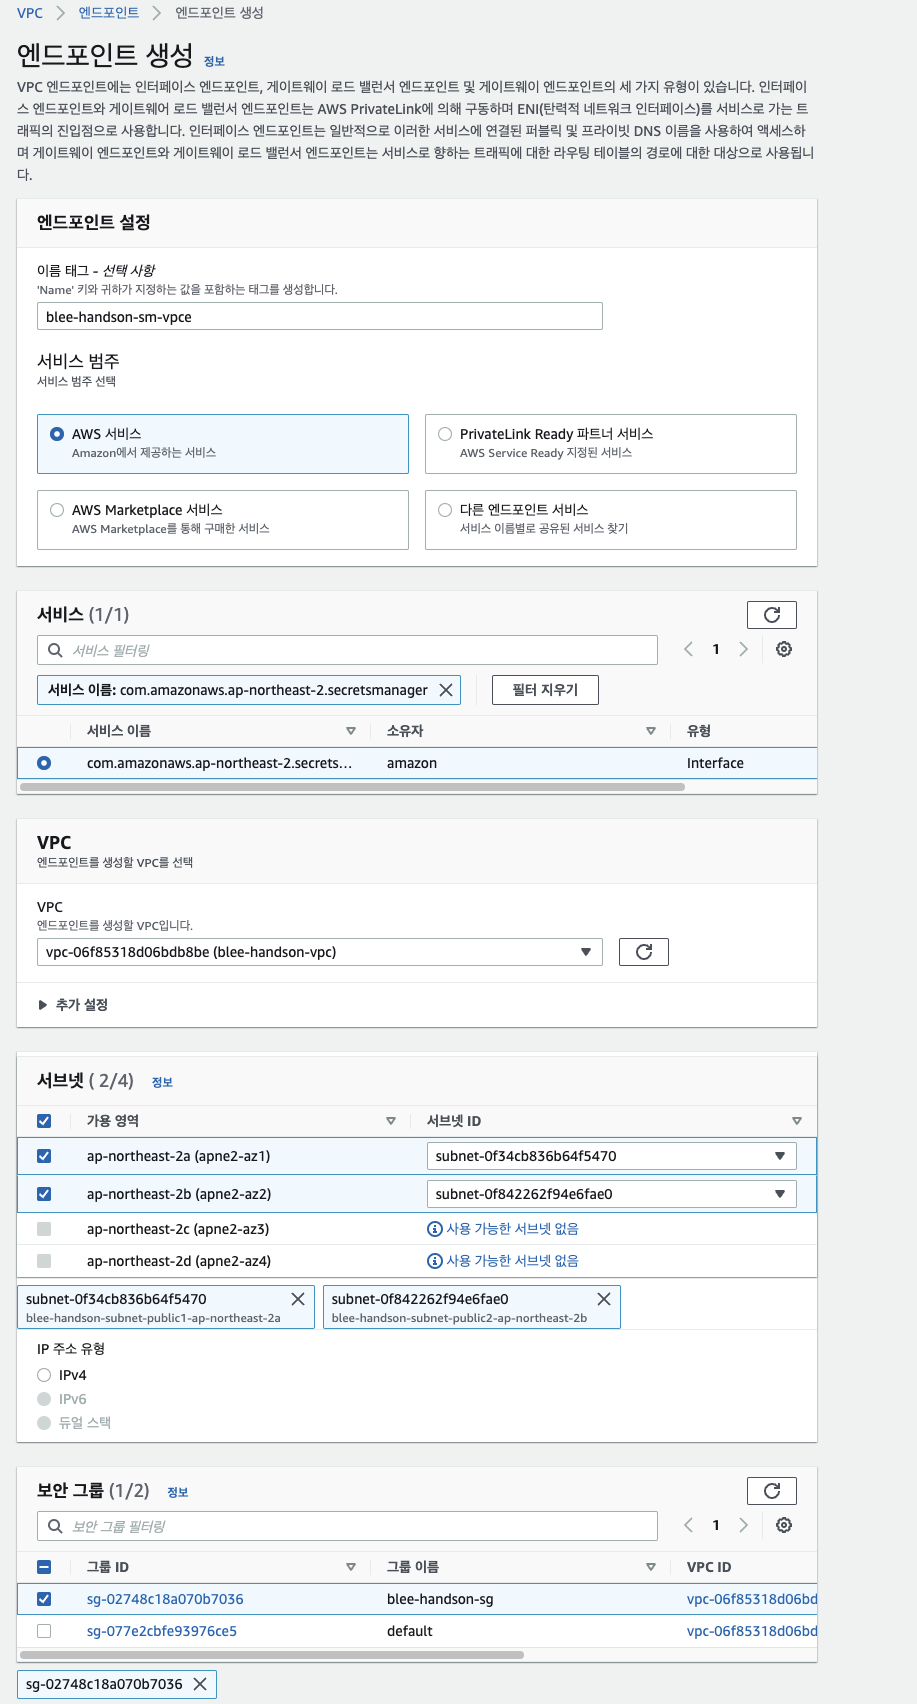 VPC > 엔드포인트 > 엔드포인트 생성
엔드포인트 생성 정보
VPC 엔드포인트에는 인터페이스 엔드포인트, 게이트웨이 로드 밸런서 엔드포인트 및 게이트웨이 엔드포인트의 세 가지 유형이 있습니다. 인터페이
스 엔드포인트와 게이트웨어 로드 밸런서 엔드포인트는 AWS PrivateLink에 의해 구동하며 ENI(탄력적 네트워크 인터페이스)를 서비스로 가는 트
래픽의 진입점으로 사용합니다. 인터페이스 엔드포인트는 일반적으로 이러한 서비스에 연결된 퍼블릭 및 프라이빗 DNS 이름을 사용하여 액세스하
며 게이트웨이 엔드포인트와 게이트웨이 로드 밸런서 엔드포인트는 서비스로 향하는 트래픽에 대한 라우팅 테이블의 경로에 대한 대상으로 사용됩니
다.
엔드포인트 설정
이름 태그 - 선택 사항
'Name' 키와 귀하가 지정하는 값을 포함하는 태그를 생성합니다.
blee-handson-sm-vpce
서비스 범주
서비스 범주 선택
AWS 서비스
Amazon에서 제공하는 서비스
PrivateLink Ready 파트너 서비스
AWS Service Ready 지정된 서비스
AWS Marketplace 서비스
AWS Marketplace를 통해 구매한 서비스
다른 엔드포인트 서비스
서비스 이름별로 공유된 서비스 찾기
서비스 (1/1)
서비스 필터링
1
서비스 이름: com.amazonaws.ap-northeast-2.secretsmanager
필터 지우기
서비스 이름 소유자 유형
com.amazonaws.ap-northeast-2.secrets... amazon Interface
VPC
엔드포인트를 생성할 VPC를 선택
VPC
엔드포인트를 생성할 VPC입니다.
vpc-06f85318d06bdb8be (blee-handson-vpc)
추가 설정
서브넷 ( 2/4) 정보
가용 영역 서브넷 ID
ap-northeast-2a (apne2-az1) subnet-0f34cb836b64f5470
ap-northeast-2b (apne2-az2) subnet-0f842262f94e6fae0
ap-northeast-2c (apne2-az3) 사용 가능한 서브넷 없음
ap-northeast-2d (apne2-az4) 사용 가능한 서브넷 없음
subnet-0f34cb836b64f5470
blee-handson-subnet-public1-ap-northeast-2a
subnet-0f842262f94e6fae0
blee-handson-subnet-public2-ap-northeast-2b
IP 주소 유형
IPv4
IPv6
듀얼 스택
보안 그룹 (1/2) 정보
보안 그룹 필터링
1
그룹 ID 그룹 이름 VPC ID
sg-02748c18a070b7036 blee-handson-sg vpc-06f85318d06bd
sg-077e2cbfe93976ce5 default vpc-06f85318d06bd
sg-02748c18a070b7036